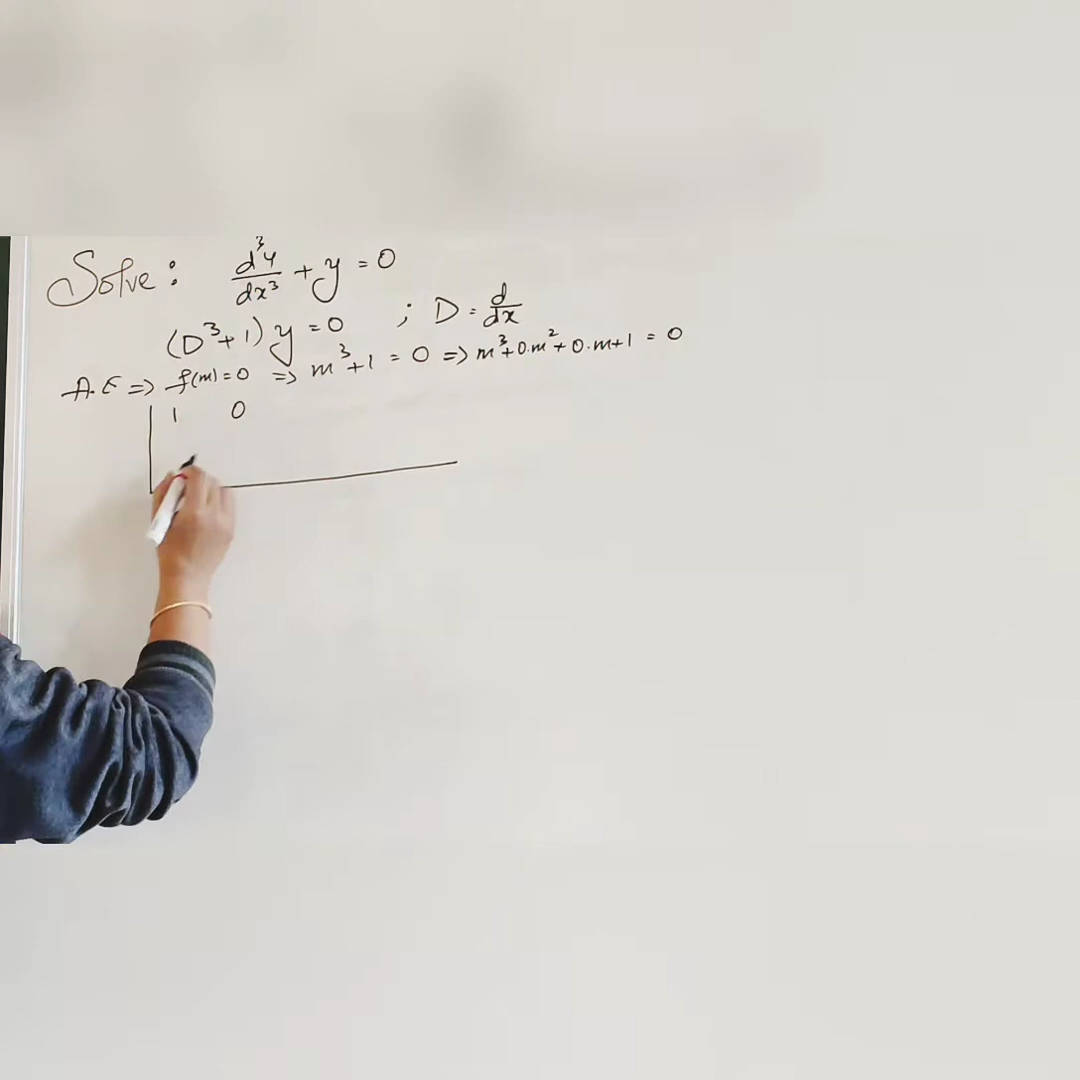 Solve: d³y/dx³ + y = 0
(D³+1) y = 0 ; D = d/dx
A.E => f(m) = 0 => m³+1 = 0 => m³+0.m²+0.m+1 = 0
1 0